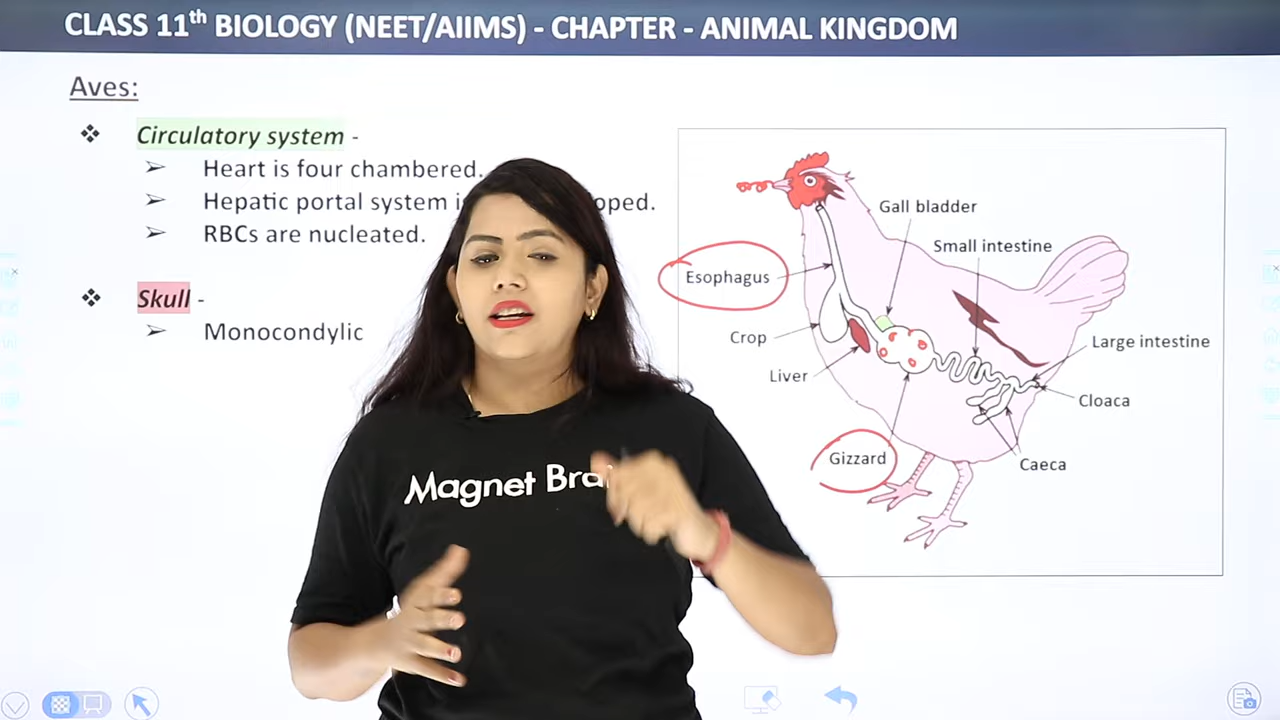 CLASS 11th BIOLOGY (NEET/AIIMS) - CHAPTER - ANIMAL KINGDOM
Aves:
❖ Circulatory system -
➢ Heart is four chambered.
➢ Hepatic portal system
➢ RBCs are nucleated.
❖ Skull -
➢ Monocondylic
Gall bladder
Small intestine
Esophagus
Crop
Liver
Large intestine
Cloaca
Gizzard
Caeca
Magnet